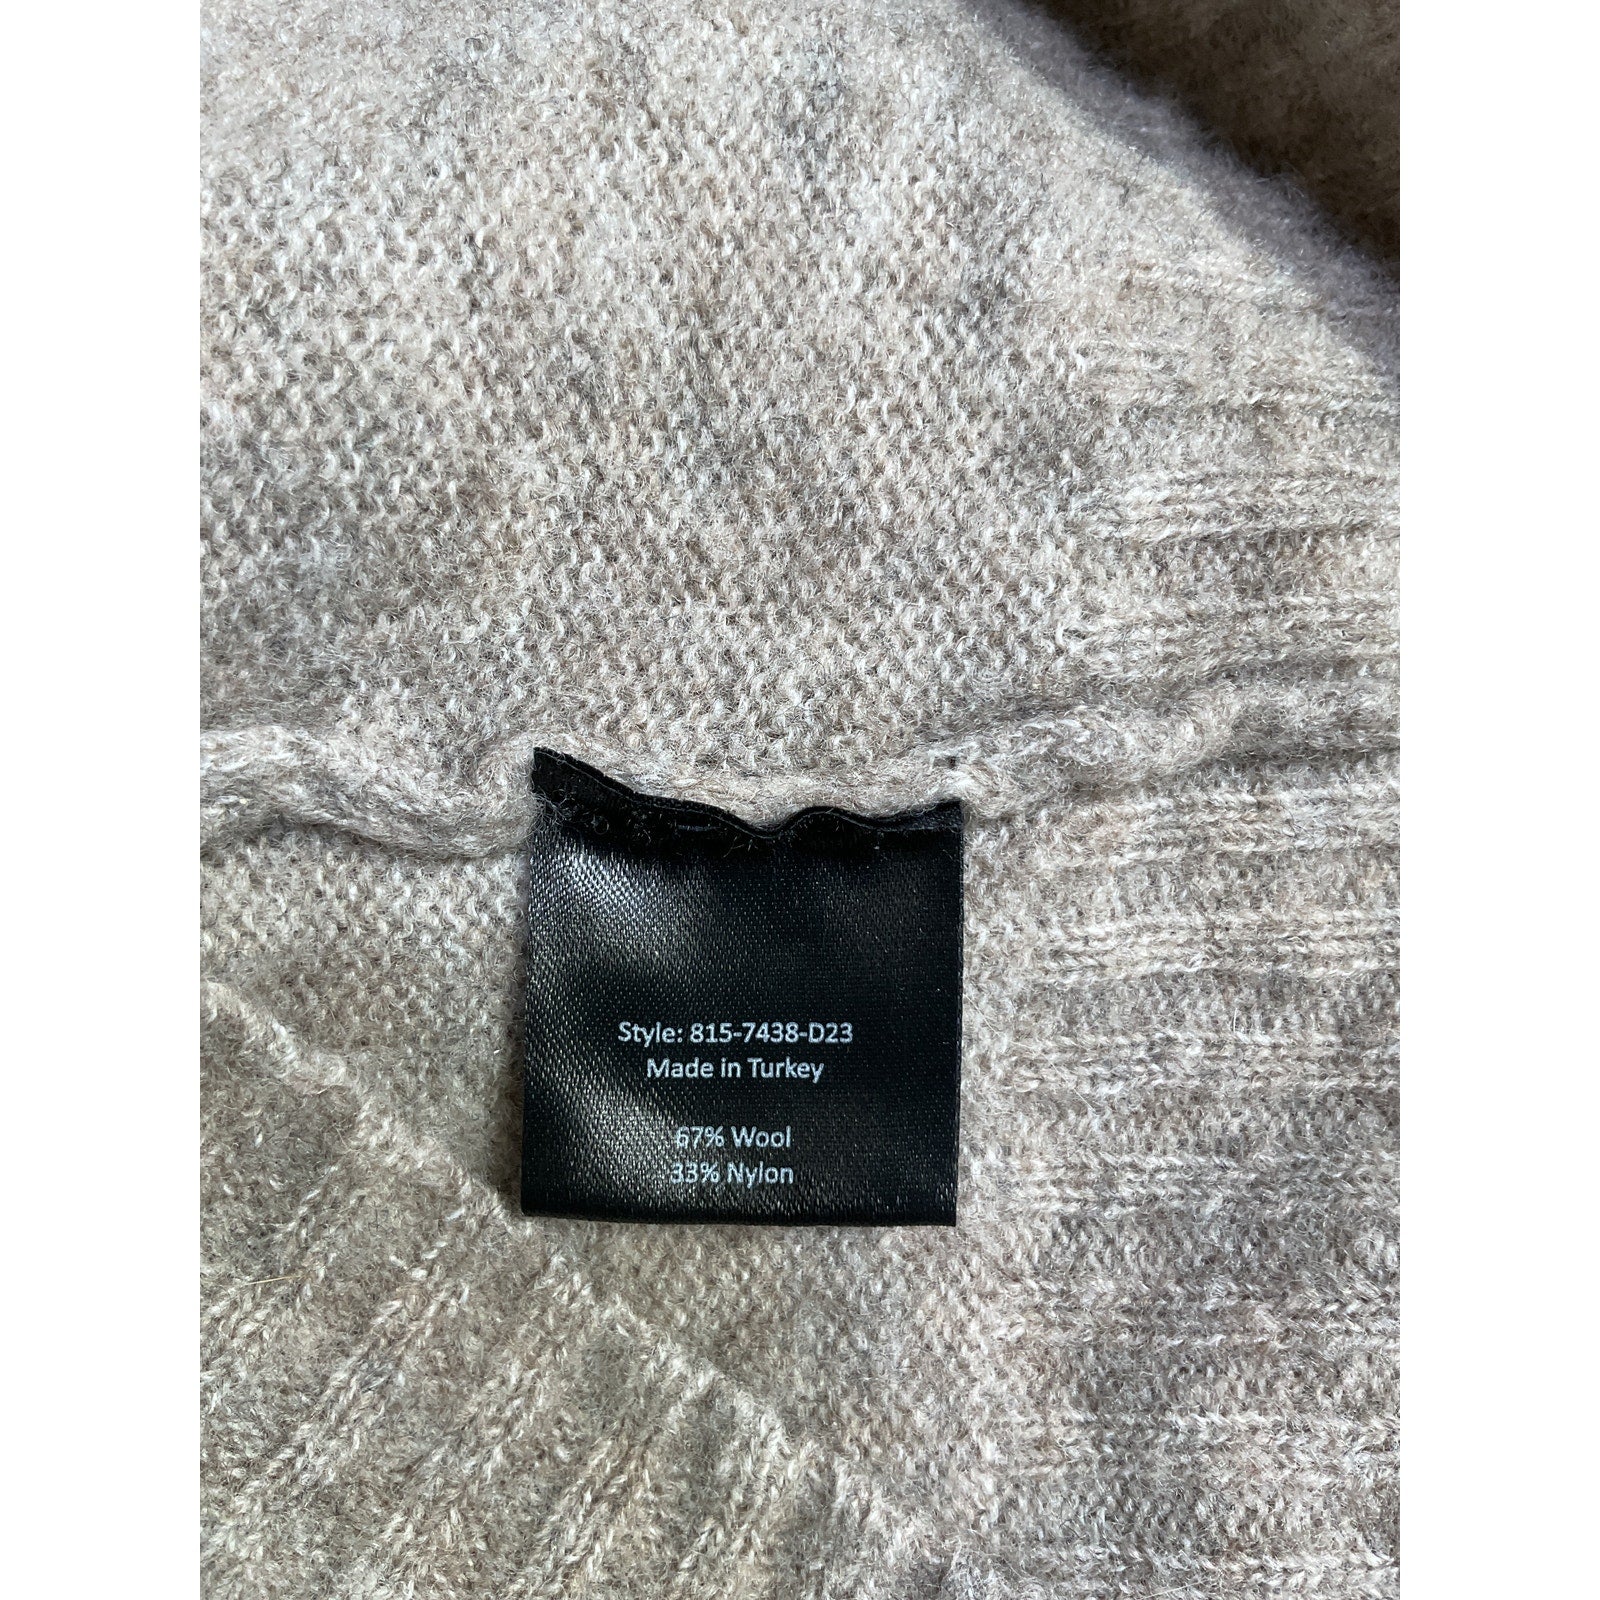 Style: 815-7438-D23
Made in Turkey
67% Wool
33% Nylon